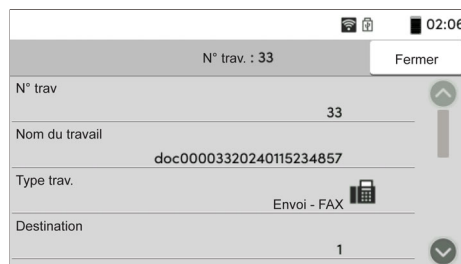 02:06
N° trav. : 33
Fermer
N° trav
33
Nom du travail
doc00003320240115234857
Type trav.
Envoi - FAX
Destination
1